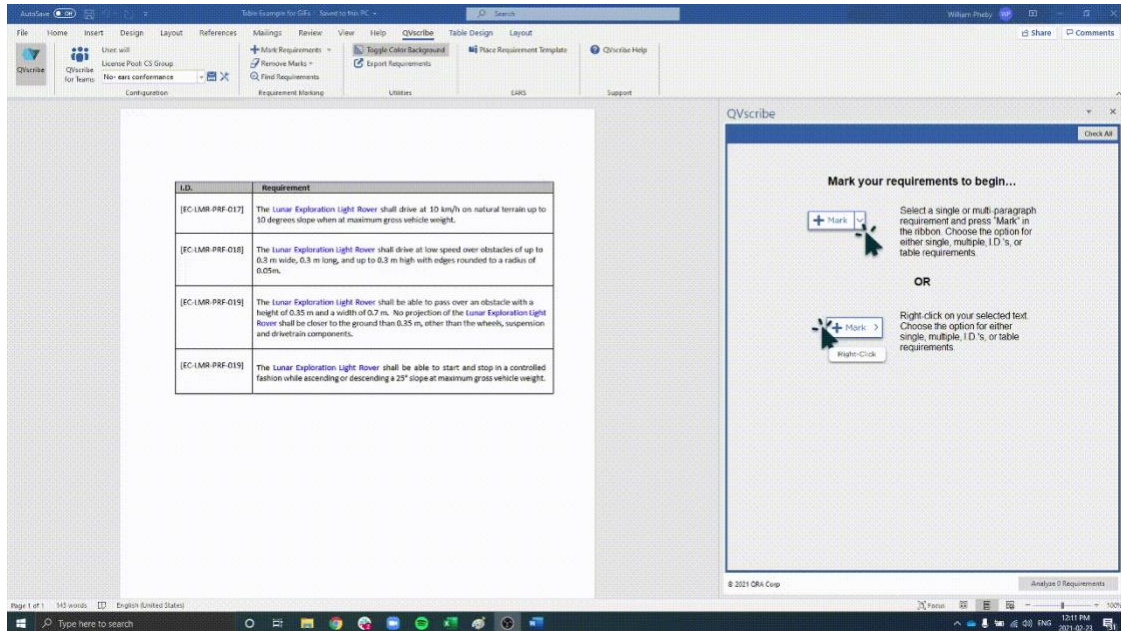 AutoSave Off
Table Example for GIFs - Saved to this PC
Search
William Pheby WP
File Home Insert Design Layout References Mailings Review View Help QVscribe Table Design Layout
Share Comments
QVscribe
QVscribe for Teams
User: will
License Pool: CS Group
No- ears conformance
Configuration
Mark Requirements
Remove Marks
Find Requirements
Requirement Marking
Toggle Color Background
Export Requirements
Utilities
Place Requirement Template
EARS
QVscribe Help
Support
I.D. Requirement
[EC-LMR-PRF-017] The Lunar Exploration Light Rover shall drive at 10 km/h on natural terrain up to
10 degrees slope when at maximum gross vehicle weight.
[EC-LMR-PRF-018] The Lunar Exploration Light Rover shall drive at low speed over obstacles of up to
0.3 m wide, 0.3 m long, and up to 0.3 m high with edges rounded to a radius of
0.05m.
[EC-LMR-PRF-019] The Lunar Exploration Light Rover shall be able to pass over an obstacle with a
height of 0.35 m and a width of 0.7 m. No projection of the Lunar Exploration Light
Rover shall be closer to the ground than 0.35 m, other than the wheels, suspension
and drivetrain components.
[EC-LMR-PRF-019] The Lunar Exploration Light Rover shall be able to start and stop in a controlled
fashion while ascending or descending a 25° slope at maximum gross vehicle weight.
QVscribe
Check All
Mark your requirements to begin...
+ Mark
Select a single or multi-paragraph
requirement and press "Mark" in
the ribbon. Choose the option for
either single, multiple, I.D.'s, or
table requirements.
OR
+ Mark >
Right-Click
Right-click on your selected text.
Choose the option for either
single, multiple, I.D.'s, or table
requirements.
© 2021 QRA Corp
Analyze 0 Requirements
Page 1 of 1 143 words English (United States)
Focus 100%
Type here to search
ENG 12:11 PM
2021-02-23